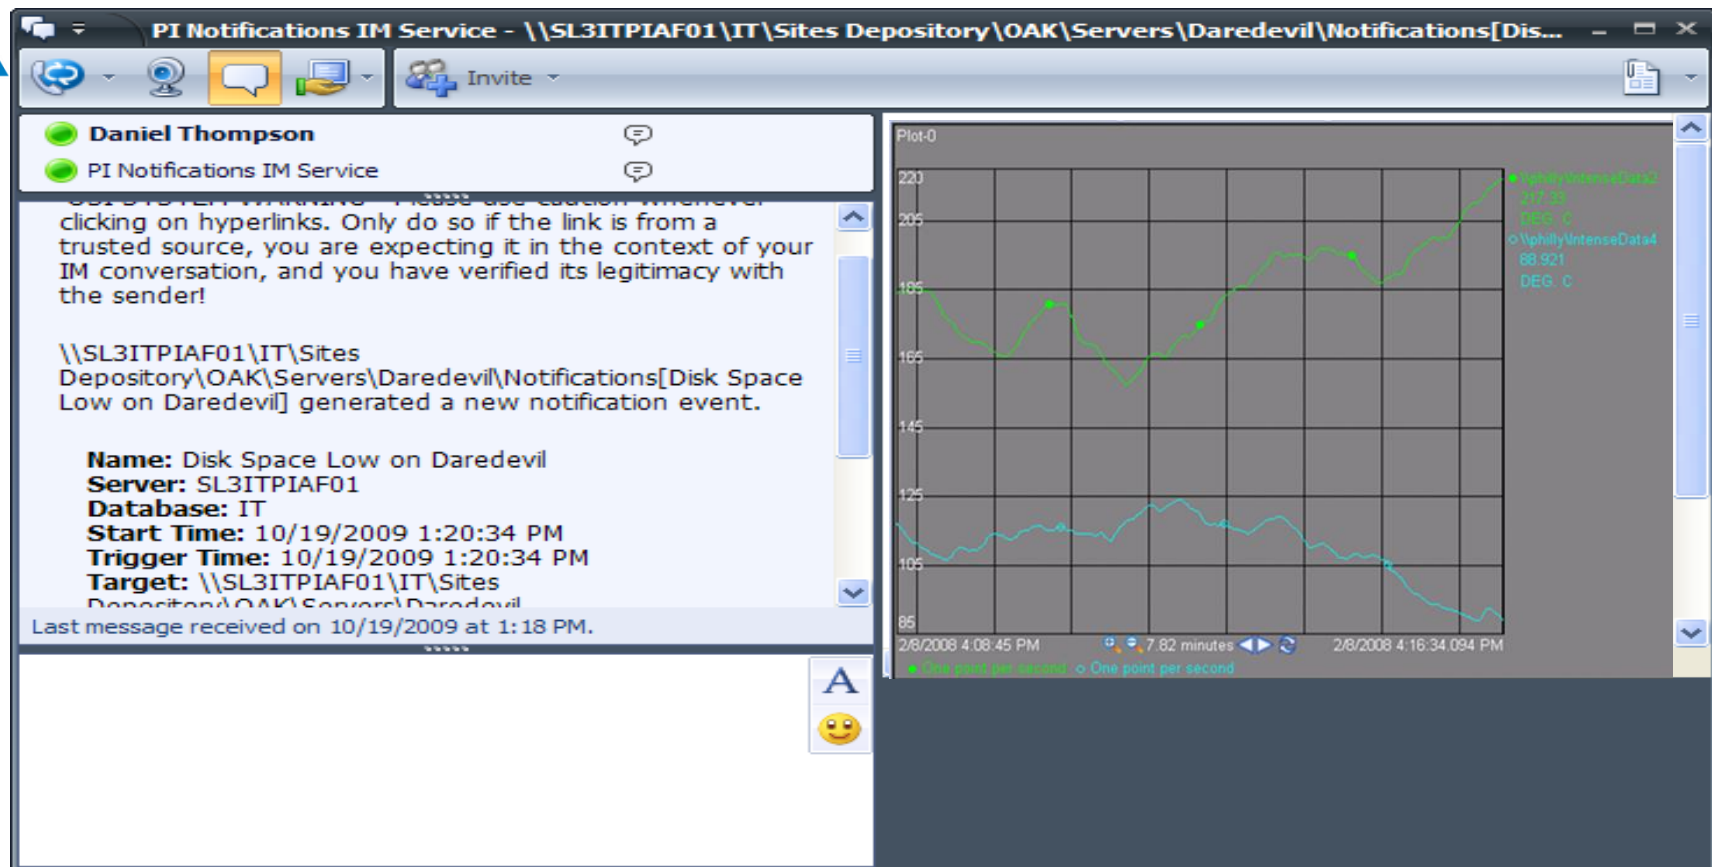 PI Notifications IM Service - \\SL3ITPIAF01\IT\Sites Depository\OAK\Servers\Daredevil\Notifications[Dis...
Invite
Daniel Thompson
PI Notifications IM Service
clicking on hyperlinks. Only do so if the link is from a
trusted source, you are expecting it in the context of your
IM conversation, and you have verified its legitimacy with
the sender!
\\SL3ITPIAF01\IT\Sites
Depository\OAK\Servers\Daredevil\Notifications[Disk Space
Low on Daredevil] generated a new notification event.
Name: Disk Space Low on Daredevil
Server: SL3ITPIAF01
Database: IT
Start Time: 10/19/2009 1:20:34 PM
Trigger Time: 10/19/2009 1:20:34 PM
Target: \\SL3ITPIAF01\IT\Sites
Depository\OAK\Servers\Daredevil
Last message received on 10/19/2009 at 1:18 PM.
A
Plot-0
220
205
185
165
145
125
105
85
\\philly\IntenseData2
217.33
DEG. C
\\philly\IntenseData4
88.921
DEG. C
2/8/2008 4:08:45 PM
7.82 minutes
2/8/2008 4:16:34.094 PM
One point per second
One point per second